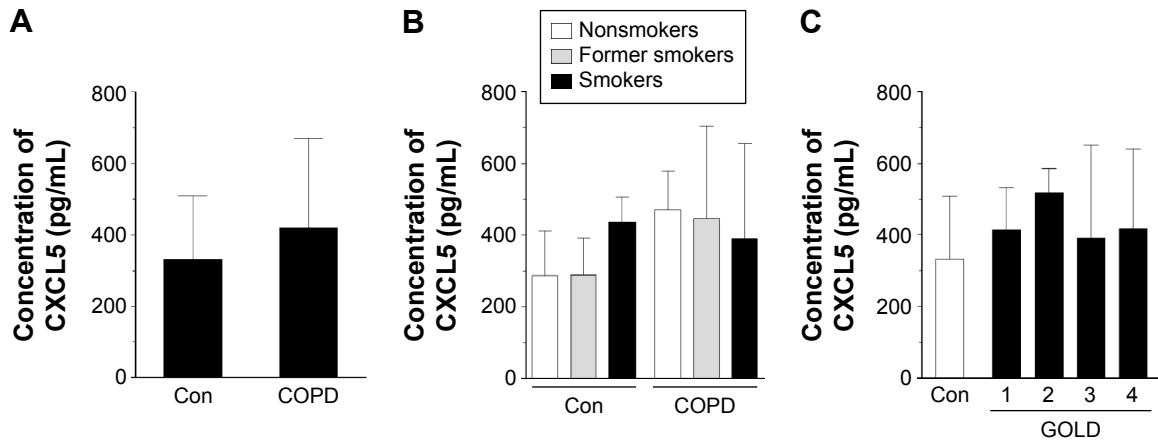 A
Concentration of
CXCL5 (pg/mL)
800
600
400
200
0
Con COPD
B
Nonsmokers
Former smokers
Smokers
Concentration of
CXCL5 (pg/mL)
800
600
400
200
0
Con COPD
C
Concentration of
CXCL5 (pg/mL)
800
600
400
200
0
Con 1 2 3 4
GOLD